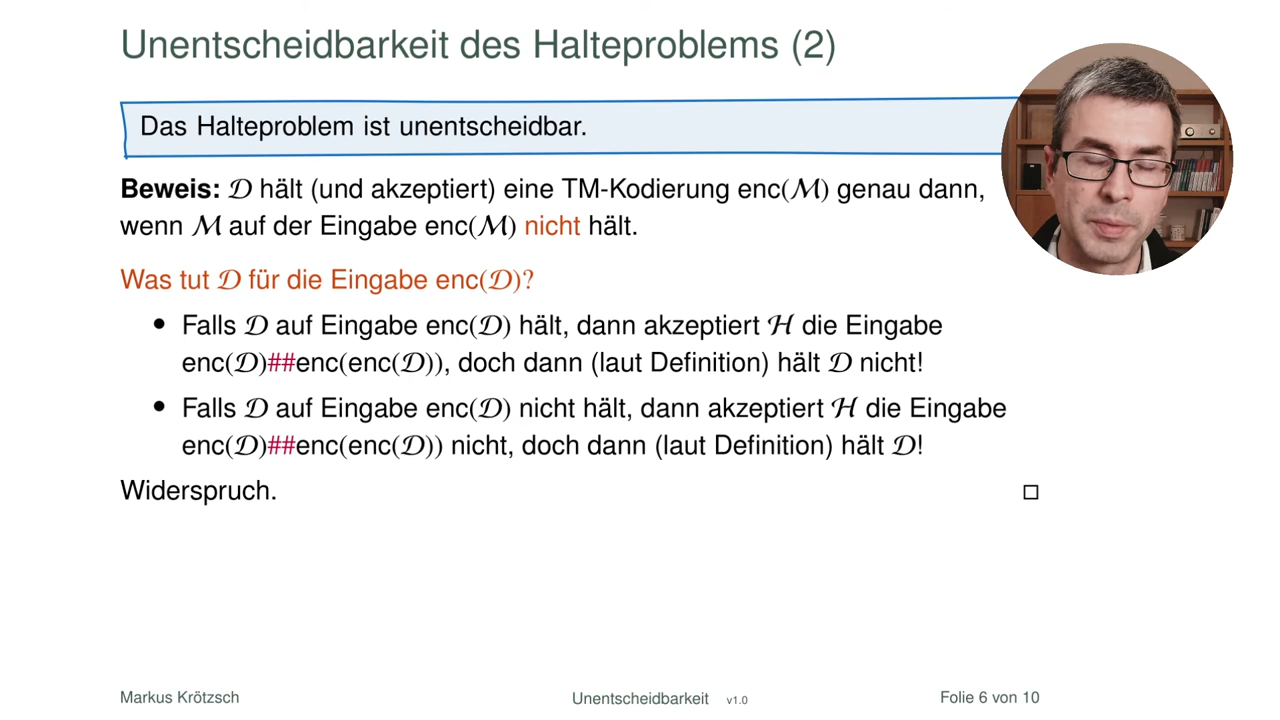 Unentscheidbarkeit des Halteproblems (2)
Das Halteproblem ist unentscheidbar.
Beweis: 𝒟 hält (und akzeptiert) eine TM-Kodierung enc(ℳ) genau dann,
wenn ℳ auf der Eingabe enc(ℳ) nicht hält.
Was tut 𝒟 für die Eingabe enc(𝒟)?
• Falls 𝒟 auf Eingabe enc(𝒟) hält, dann akzeptiert ℋ die Eingabe
enc(𝒟)##enc(enc(𝒟)), doch dann (laut Definition) hält 𝒟 nicht!
• Falls 𝒟 auf Eingabe enc(𝒟) nicht hält, dann akzeptiert ℋ die Eingabe
enc(𝒟)##enc(enc(𝒟)) nicht, doch dann (laut Definition) hält 𝒟!
Widerspruch. □
Markus Krötzsch Unentscheidbarkeit v1.0 Folie 6 von 10